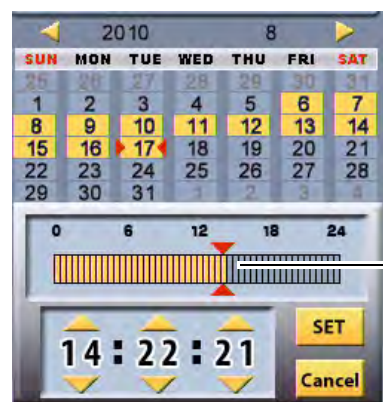 2010 8
SUN MON TUE WED THU FRI SAT
25 26 27 28 29 30 31
1 2 3 4 5 6 7
8 9 10 11 12 13 14
15 16 17 18 19 20 21
22 23 24 25 26 27 28
29 30 31 1 2 3 4
0 6 12 18 24
14 : 22 : 21
SET
Cancel